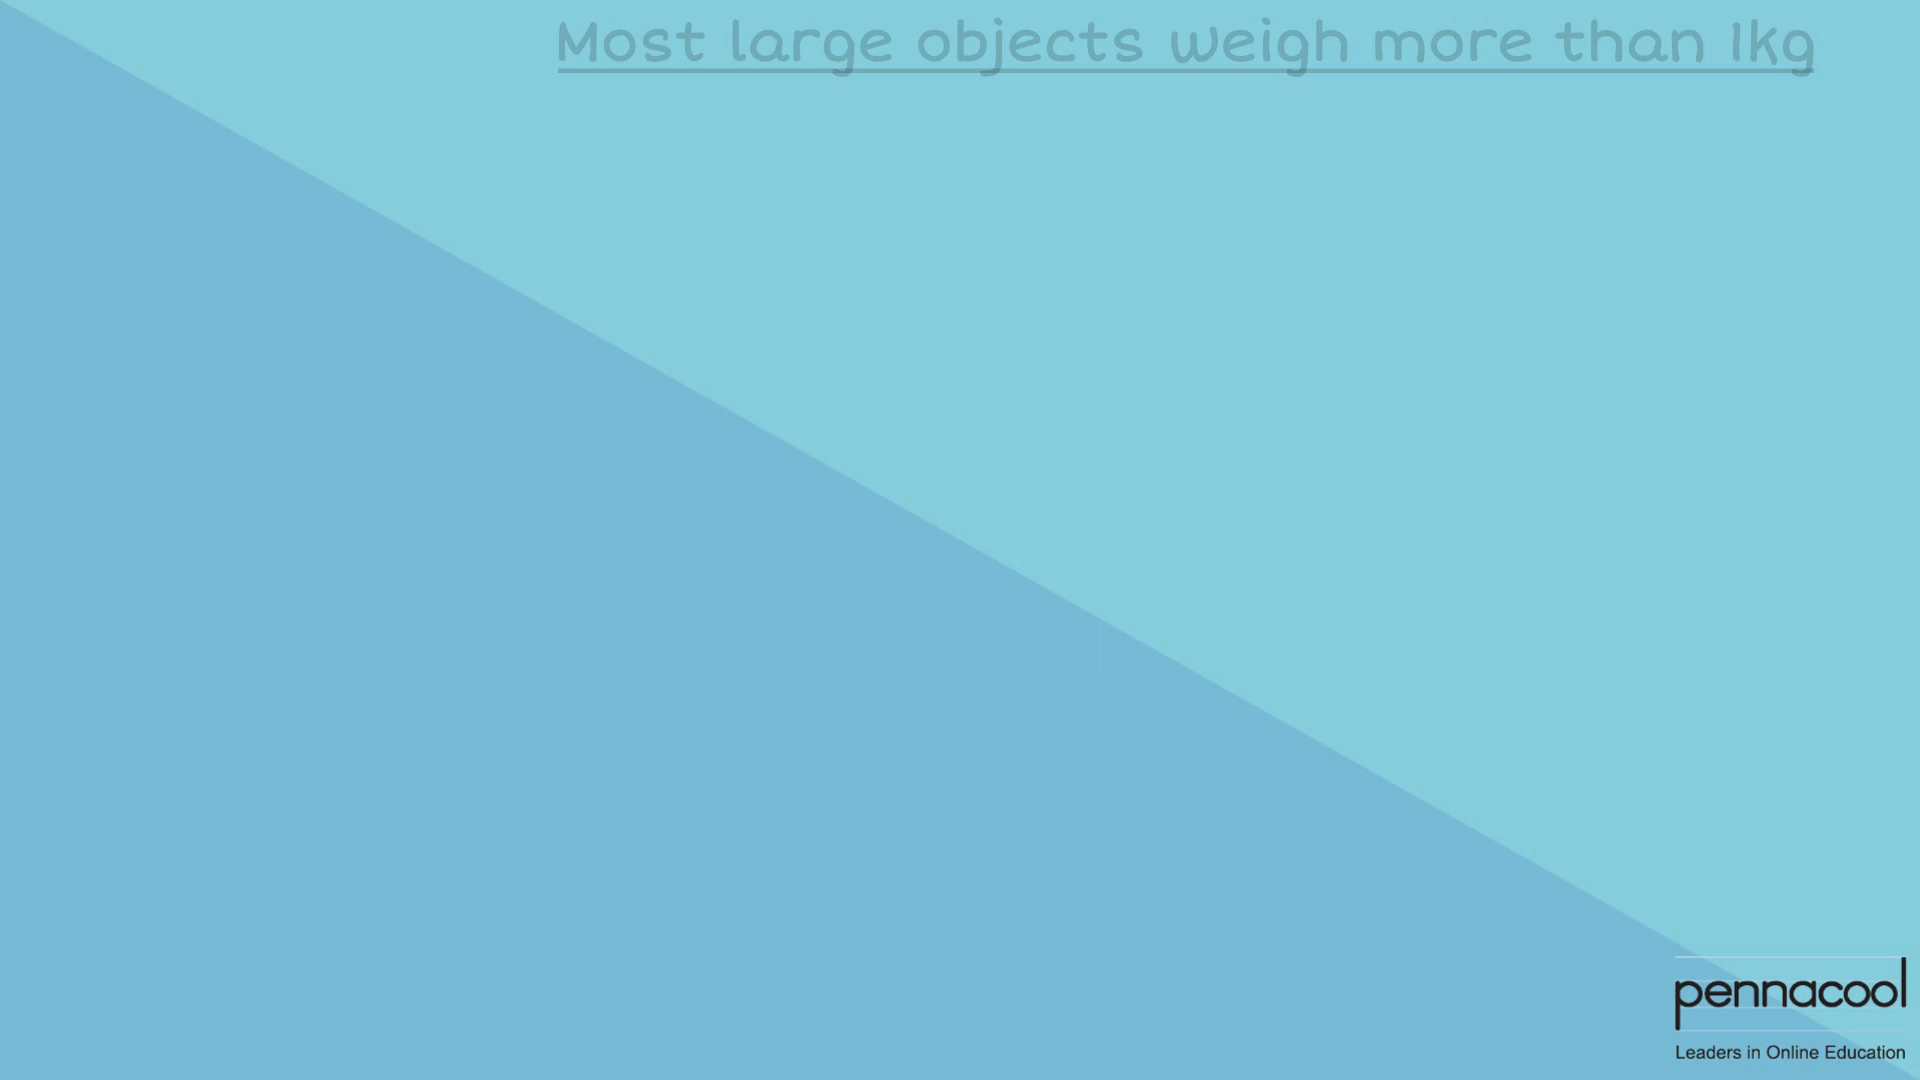 Most large objects weigh more than 1kg
pennacool
Leaders in Online Education